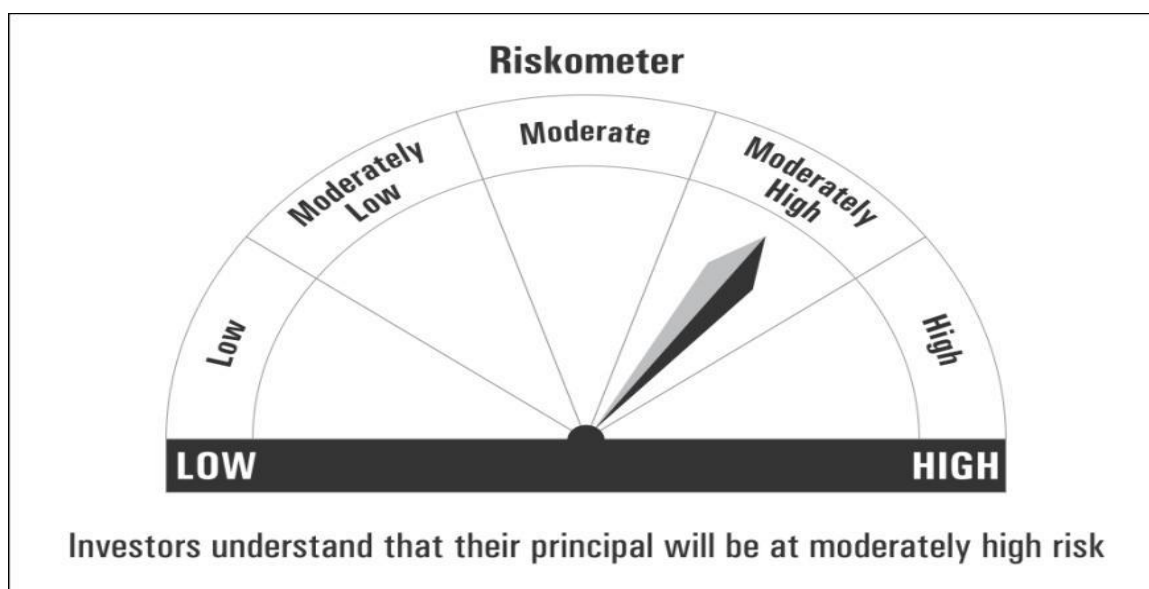 Riskometer
Low
Moderately
Low
Moderate
Moderately
High
High
LOW
HIGH
Investors understand that their principal will be at moderately high risk